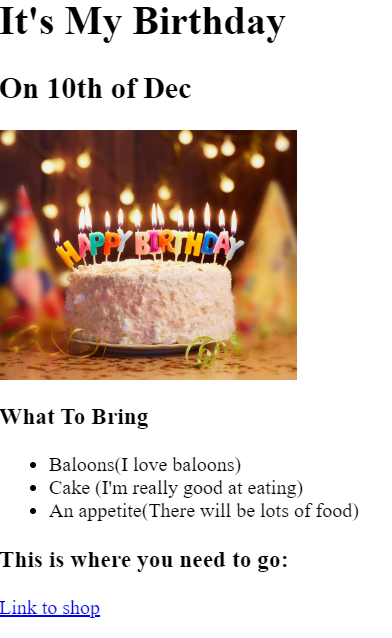 It's My Birthday
On 10th of Dec
HAPPY BIRTHDAY
What To Bring
Baloons(I love baloons)
Cake (I'm really good at eating)
An appetite(There will be lots of food)
This is where you need to go:
Link to shop